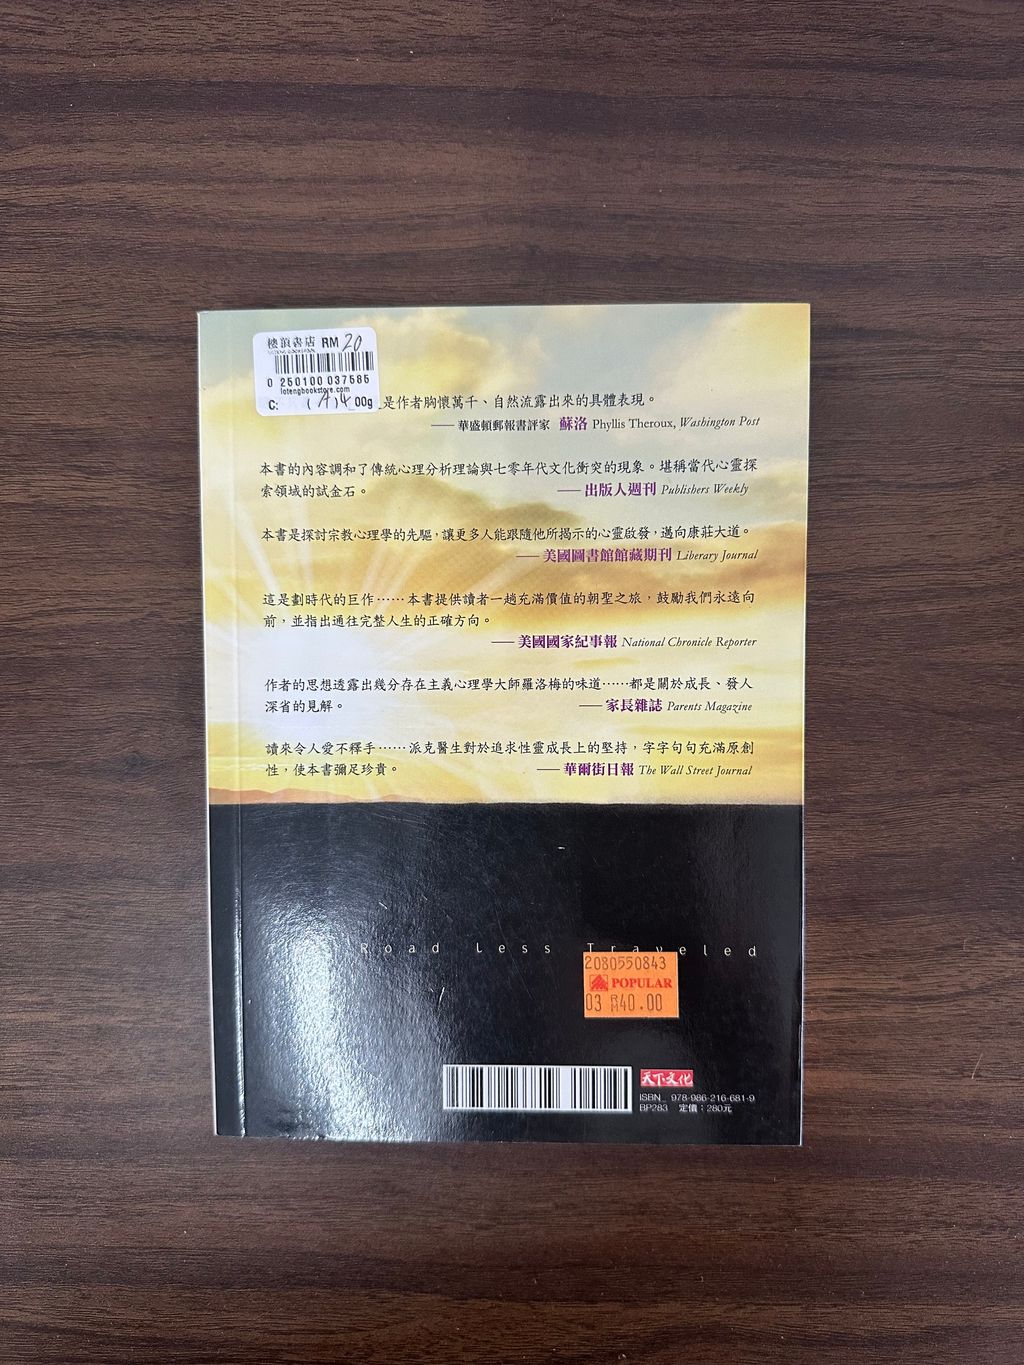 樓頂書店 RM 20
0 250100 037585
lotengbookstore.com
C: 00g
是作者胸懷萬千、自然流露出來的具體表現。
—— 華盛頓郵報書評家 蘇洛 Phyllis Theroux, Washington Post
本書的內容調和了傳統心理分析理論與七零年代文化衝突的現象。堪稱當代心靈探
索領域的試金石。 —— 出版人週刊 Publishers Weekly
本書是探討宗教心理學的先驅，讓更多人能跟隨他所揭示的心靈啟發，邁向康莊大道。
—— 美國圖書館館藏期刊 Liberary Journal
這是劃時代的巨作⋯⋯本書提供讀者一趟充滿價值的朝聖之旅，鼓勵我們永遠向
前，並指出通往完整人生的正確方向。
—— 美國國家紀事報 National Chronicle Reporter
作者的思想透露出幾分存在主義心理學大師羅洛梅的味道⋯⋯都是關於成長、發人
深省的見解。 —— 家長雜誌 Parents Magazine
讀來令人愛不釋手⋯⋯派克醫生對於追求性靈成長上的堅持，字字句句充滿原創
性，使本書彌足珍貴。 —— 華爾街日報 The Wall Street Journal
The Road Less Traveled
2080550843
POPULAR
03 RM40.00
天下文化
ISBN_ 978-986-216-681-9
BP283 定價：280元